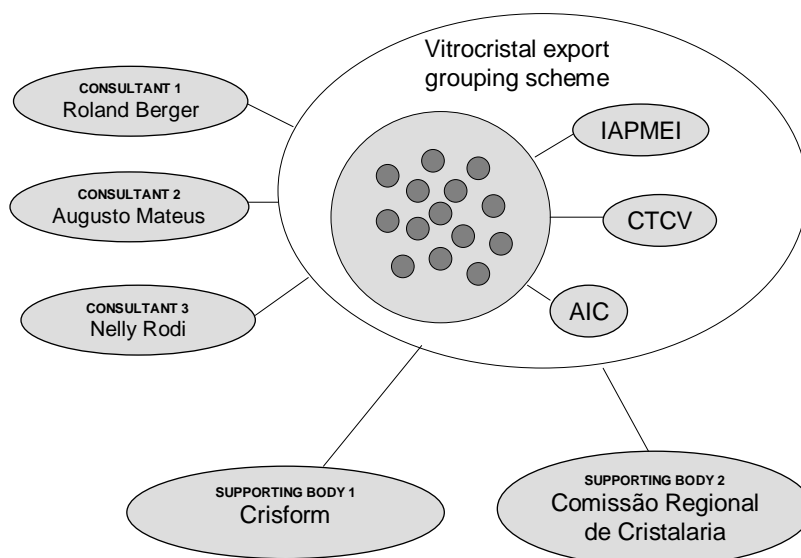 Vitrocristal export
grouping scheme
CONSULTANT 1
Roland Berger
IAPMEI
CONSULTANT 2
Augusto Mateus
CTCV
CONSULTANT 3
Nelly Rodi
AIC
SUPPORTING BODY 1
Crisform
SUPPORTING BODY 2
Comissão Regional
de Cristalaria